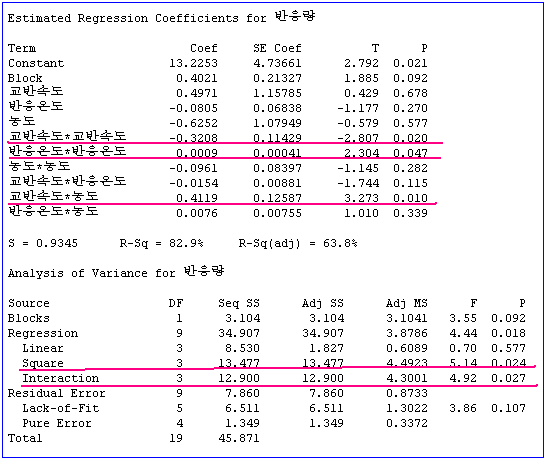 Estimated Regression Coefficients for 반응량
Term Coef SE Coef T P
Constant 13.2253 4.73661 2.792 0.021
Block 0.4021 0.21327 1.885 0.092
교반속도 0.4971 1.15785 0.429 0.678
반응온도 -0.0805 0.06838 -1.177 0.270
농도 -0.6252 1.07949 -0.579 0.577
교반속도*교반속도 -0.3208 0.11429 -2.807 0.020
반응온도*반응온도 0.0009 0.00041 2.304 0.047
농도*농도 -0.0961 0.08397 -1.145 0.282
교반속도*반응온도 -0.0154 0.00881 -1.744 0.115
교반속도*농도 0.4119 0.12587 3.273 0.010
반응온도*농도 0.0076 0.00755 1.010 0.339
S = 0.9345 R-Sq = 82.9% R-Sq(adj) = 63.8%
Analysis of Variance for 반응량
Source DF Seq SS Adj SS Adj MS F P
Blocks 1 3.104 3.104 3.1041 3.55 0.092
Regression 9 34.907 34.907 3.8786 4.44 0.018
Linear 3 8.530 1.827 0.6089 0.70 0.577
Square 3 13.477 13.477 4.4923 5.14 0.024
Interaction 3 12.900 12.900 4.3001 4.92 0.027
Residual Error 9 7.860 7.860 0.8733
Lack-of-Fit 5 6.511 6.511 1.3022 3.86 0.107
Pure Error 4 1.349 1.349 0.3372
Total 19 45.871